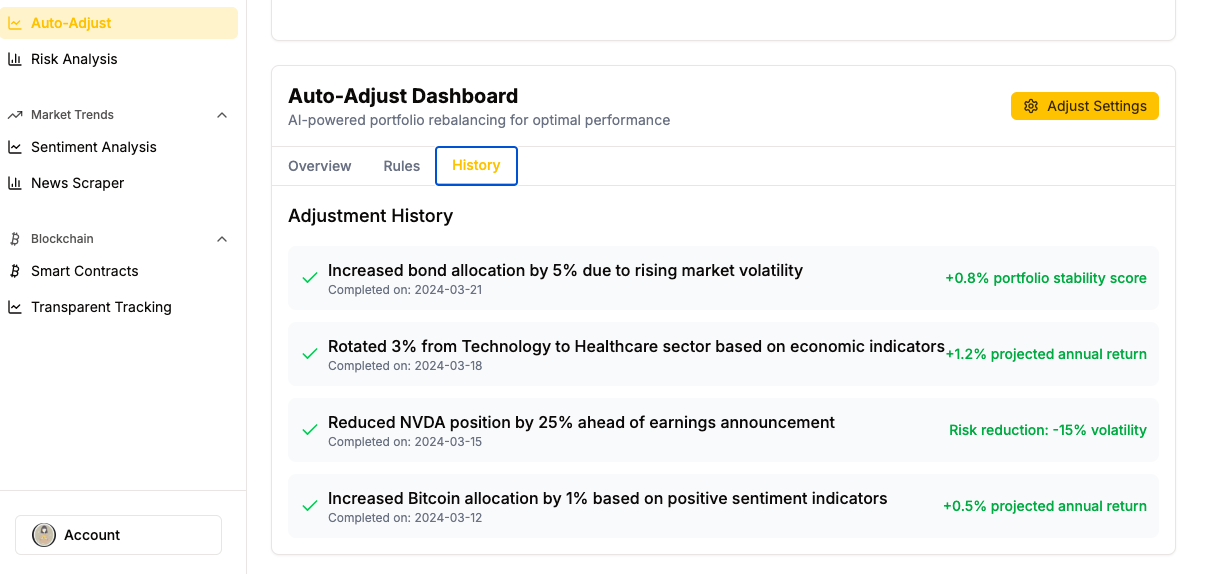 Auto-Adjust
Risk Analysis
Market Trends
Sentiment Analysis
News Scraper
Blockchain
Smart Contracts
Transparent Tracking
Account
Auto-Adjust Dashboard
AI-powered portfolio rebalancing for optimal performance
Adjust Settings
Overview Rules History
Adjustment History
Increased bond allocation by 5% due to rising market volatility
Completed on: 2024-03-21
+0.8% portfolio stability score
Rotated 3% from Technology to Healthcare sector based on economic indicators
Completed on: 2024-03-18
+1.2% projected annual return
Reduced NVDA position by 25% ahead of earnings announcement
Completed on: 2024-03-15
Risk reduction: -15% volatility
Increased Bitcoin allocation by 1% based on positive sentiment indicators
Completed on: 2024-03-12
+0.5% projected annual return